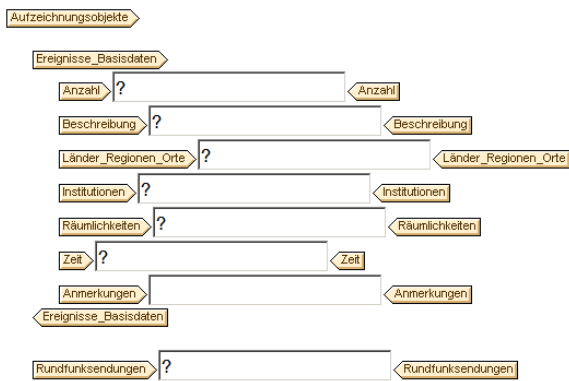 Aufzeichnungsobjekte
Ereignisse_Basisdaten
Anzahl ? Anzahl
Beschreibung ? Beschreibung
Länder_Regionen_Orte ? Länder_Regionen_Orte
Institutionen ? Institutionen
Räumlichkeiten ? Räumlichkeiten
Zeit ? Zeit
Anmerkungen Anmerkungen
Ereignisse_Basisdaten
Rundfunksendungen ? Rundfunksendungen